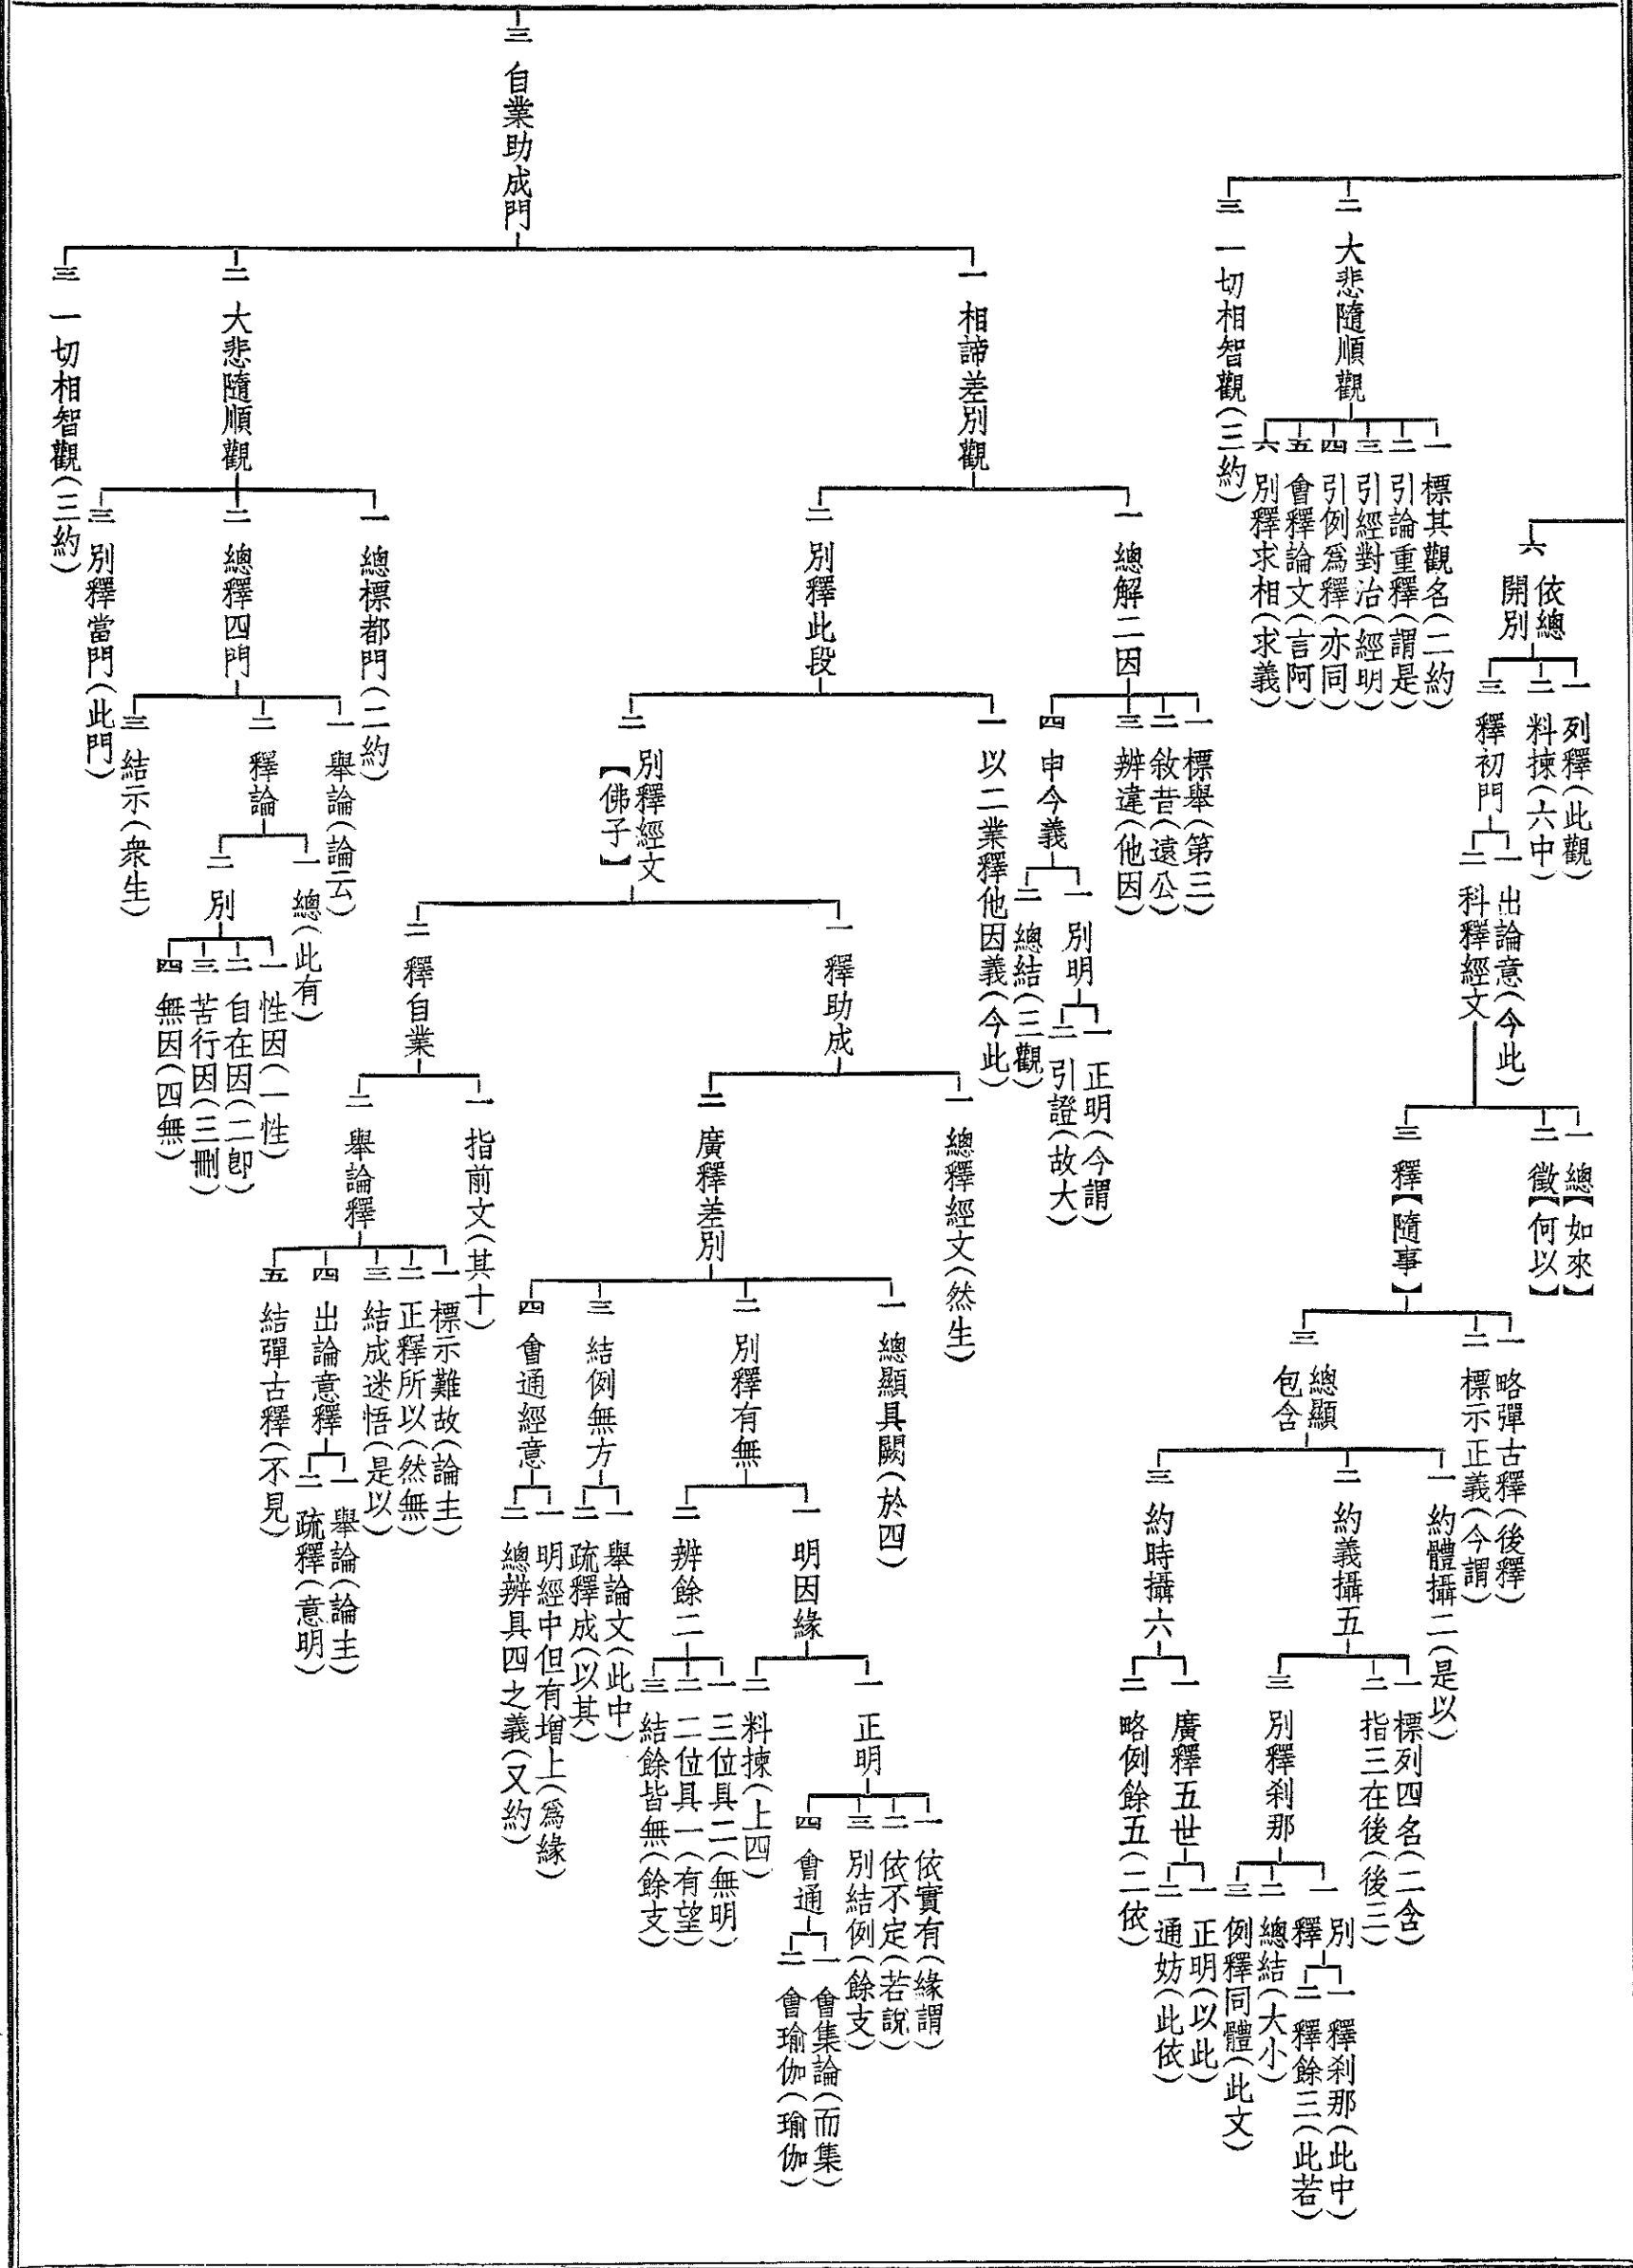 六 依總開別
一 列釋(此觀)
二 料揀(六中)
三 釋初門
一 出論意(今此)
二 科釋經文
一 總【如來】
二 徵【何以】
三 釋【隨事】
一 略彈古釋(後釋)
二 標示正義(今謂)
三 總顯包含
一 約體攝二(是以)
二 約義攝五
一 標列四名(二含)
二 指三在後(後三)
三 別釋剎那
一 別釋
一 釋剎那(此中)
二 釋餘三(此若)
二 總結(大小)
三 例釋同體(此文)
三 約時攝六
一 廣釋五世
一 正明(以此)
二 通妨(此依)
二 略例餘五(二依)
二 大悲隨順觀
一 標其觀名(二約)
二 引論重釋(謂是)
三 引經對治(經明)
四 引例爲釋(亦同)
五 會釋論文(言阿)
六 別釋求相(求義)
三 一切相智觀(三約)
三 自業助成門
一 相諦差別觀
一 總解二因
一 標舉(第三)
二 敘昔(遠公)
三 辨違(他因)
四 申今義
一 別明
一 正明(今謂)
二 引證(故大)
二 總結(三觀)
二 別釋此段
一 以二業釋他因義(今此)
二 別釋經文【佛子】
一 釋助成
一 總釋經文(然生)
二 廣釋差別
一 總顯具闕(於四)
二 別釋有無
一 明因緣
一 正明
一 依實有(緣謂)
二 依不定(若說)
三 別結例(餘支)
四 會通
一 會集論(而集)
二 會瑜伽(瑜伽)
二 料揀(上四)
二 辨餘二
一 三位具二(無明)
二 二位具一(有望)
三 結餘皆無(餘支)
三 結例無方
一 舉論文(此中)
二 疏釋成(以其)
四 會通經意
一 明經中但有增上(爲緣)
二 總辨具四之義(又約)
二 釋自業
一 指前文(其十)
二 舉論釋
一 標示難故(論主)
二 正釋所以(然無)
三 結成迷悟(是以)
四 出論意釋
一 舉論(論主)
二 疏釋(意明)
五 結彈古釋(不見)
二 大悲隨順觀
一 總標都門(二約)
二 總釋四門
一 舉論(論云)
二 釋論
一 總(此有)
二 別
一 性因(一性)
二 自在因(二卽)
三 苦行因(三刪)
四 無因(四無)
三 結示(衆生)
三 別釋當門(此門)
三 一切相智觀(三約)